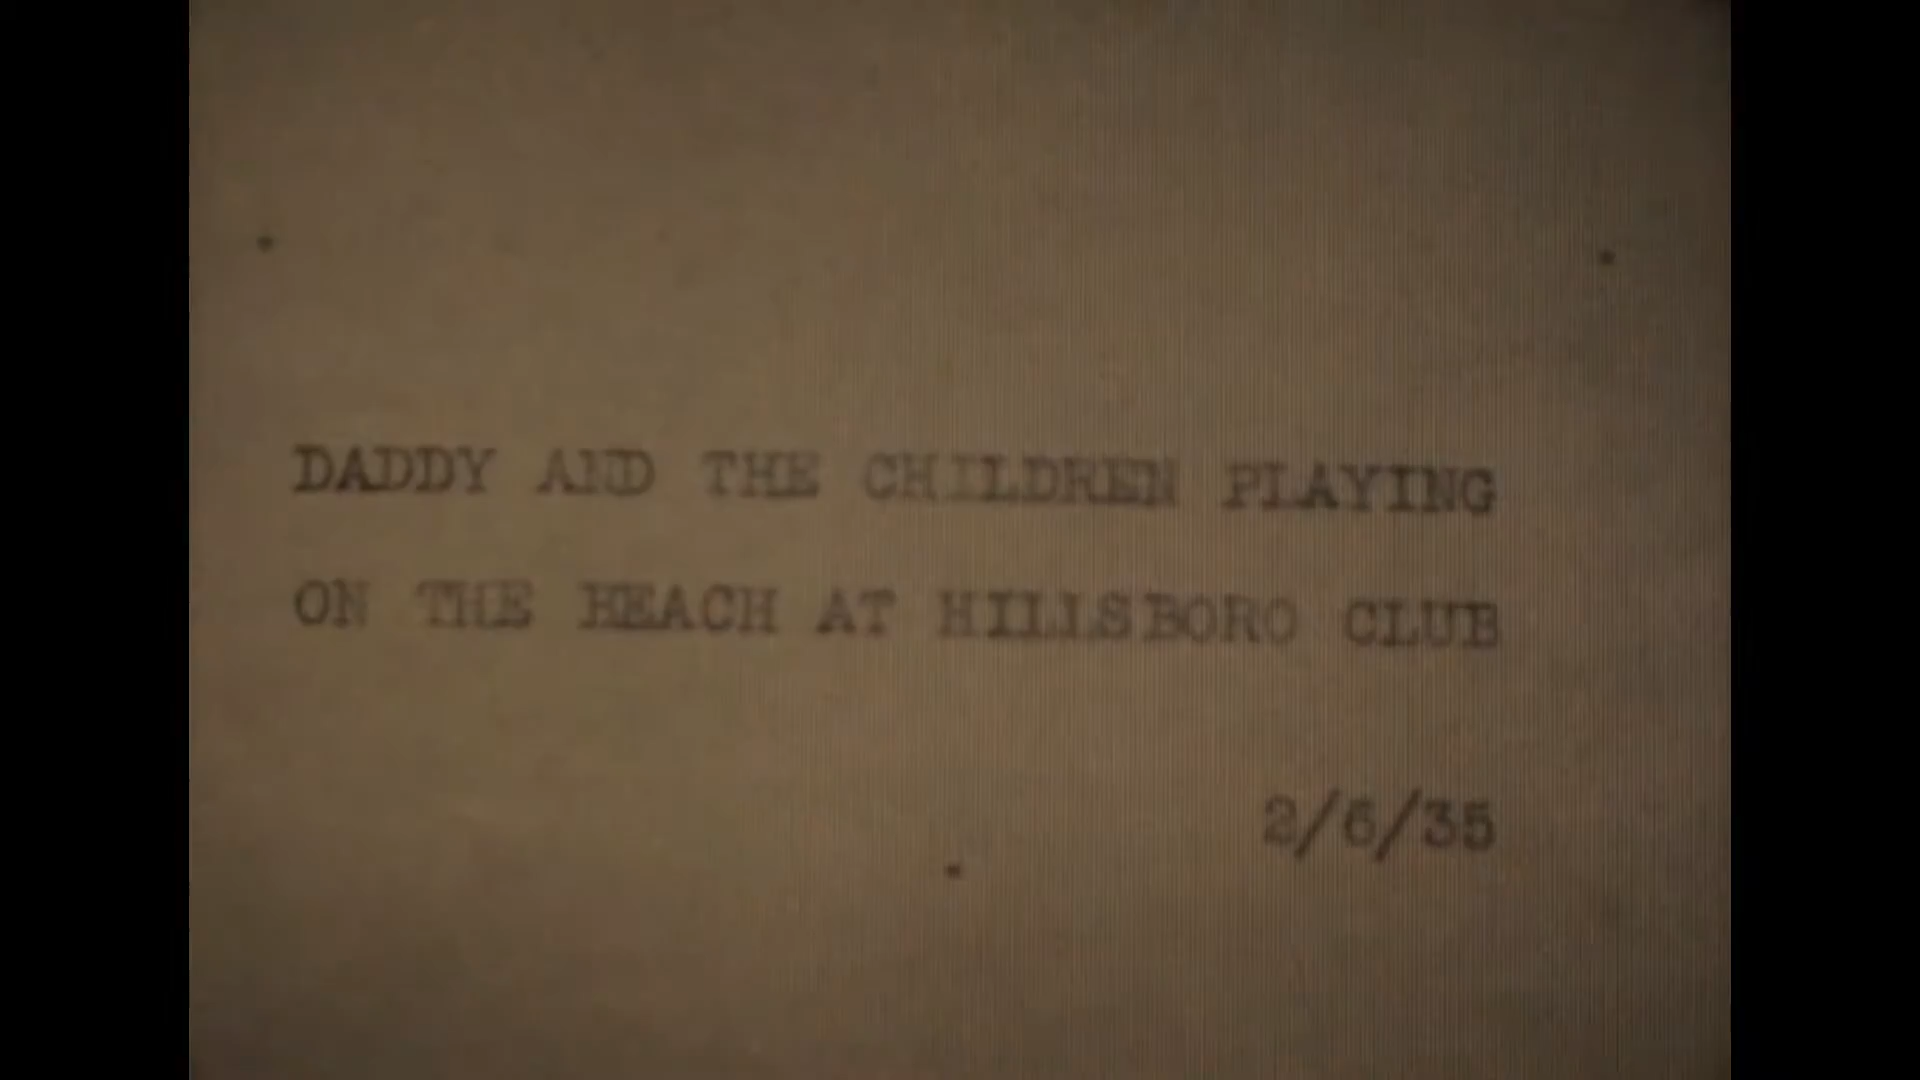 DADDY AND THE CHILDREN PLAYING
ON THE BEACH AT HILLSBORO CLUB
2/6/35